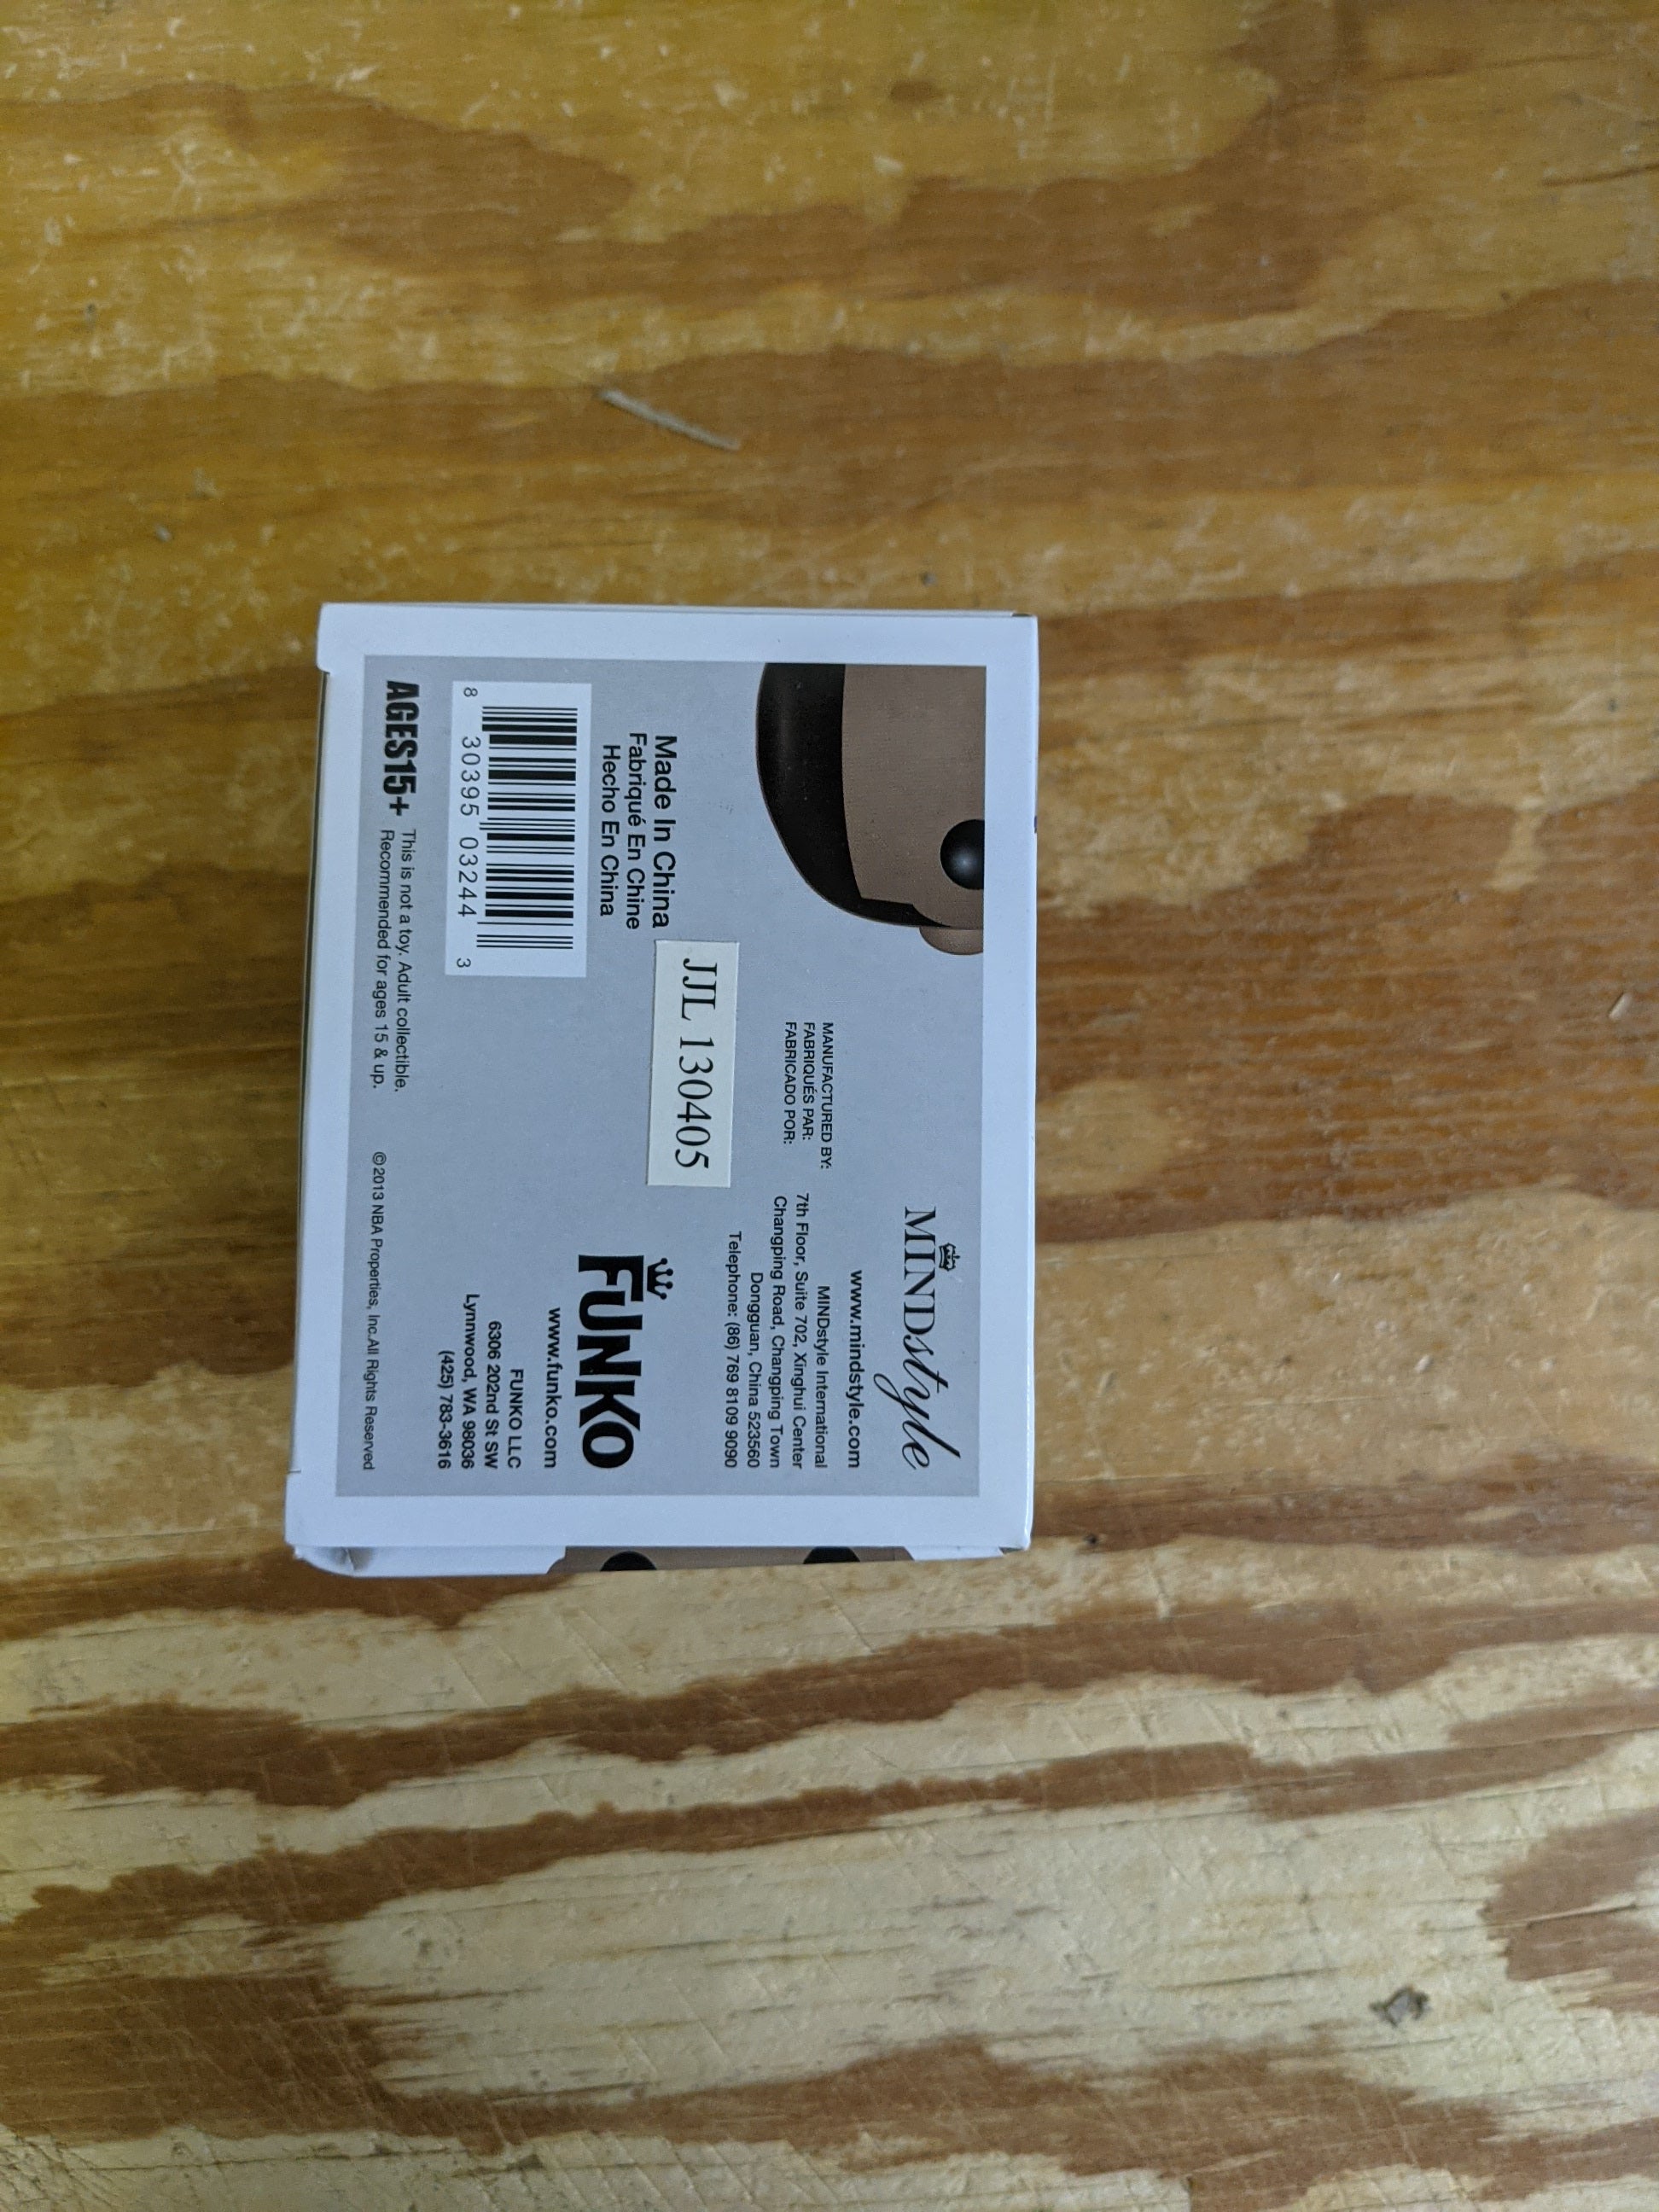 MINDstyle
www.mindstyle.com
MANUFACTURED BY:
FABRIQUÉS PAR:
FABRICADO POR:
MINDstyle International
7th Floor, Suite 702, Xinghui Center
Changping Road, Changping Town
Dongguan, China 523560
Telephone: (86) 769 8109 9090
Made In China
Fabriqué En Chine
Hecho En China
JJL 130405
FUNKO
www.funko.com
FUNKO LLC
6306 202nd St SW
Lynnwood, WA 98036
(425) 783-3616
8 30395 03244 3
AGES15+
This is not a toy. Adult collectible.
Recommended for ages 15 & up.
©2013 NBA Properties, Inc.All Rights Reserved